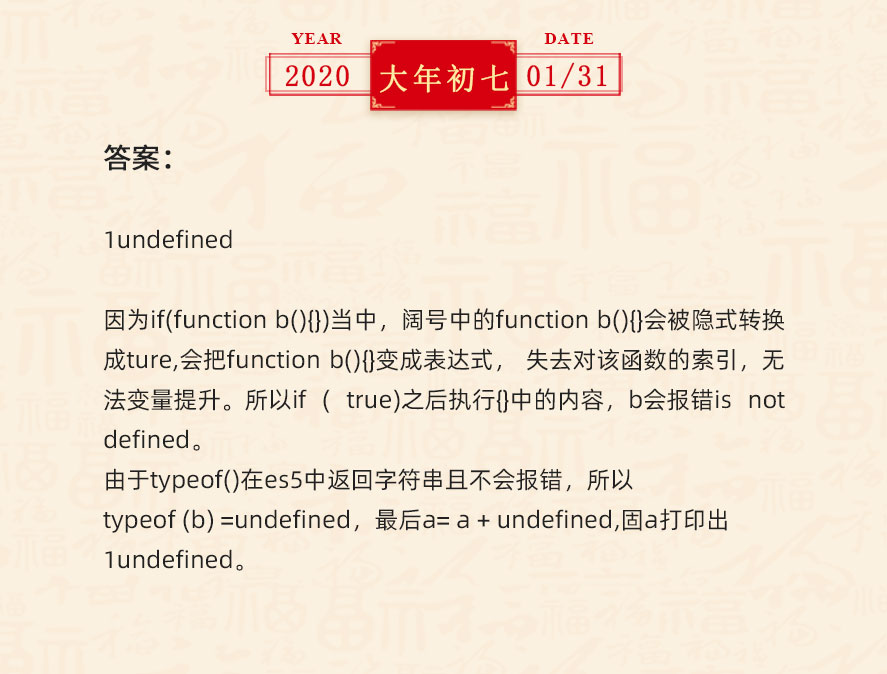 YEAR
DATE
2020
大年初七
01/31
答案：
1undefined
因为if(function b(){})当中，阔号中的function b(){}会被隐式转换
成ture,会把function b(){}变成表达式， 失去对该函数的索引，无
法变量提升。所以if ( true)之后执行{}中的内容，b会报错is not
defined。
由于typeof()在es5中返回字符串且不会报错，所以
typeof (b) =undefined，最后a= a + undefined,固a打印出
1undefined。